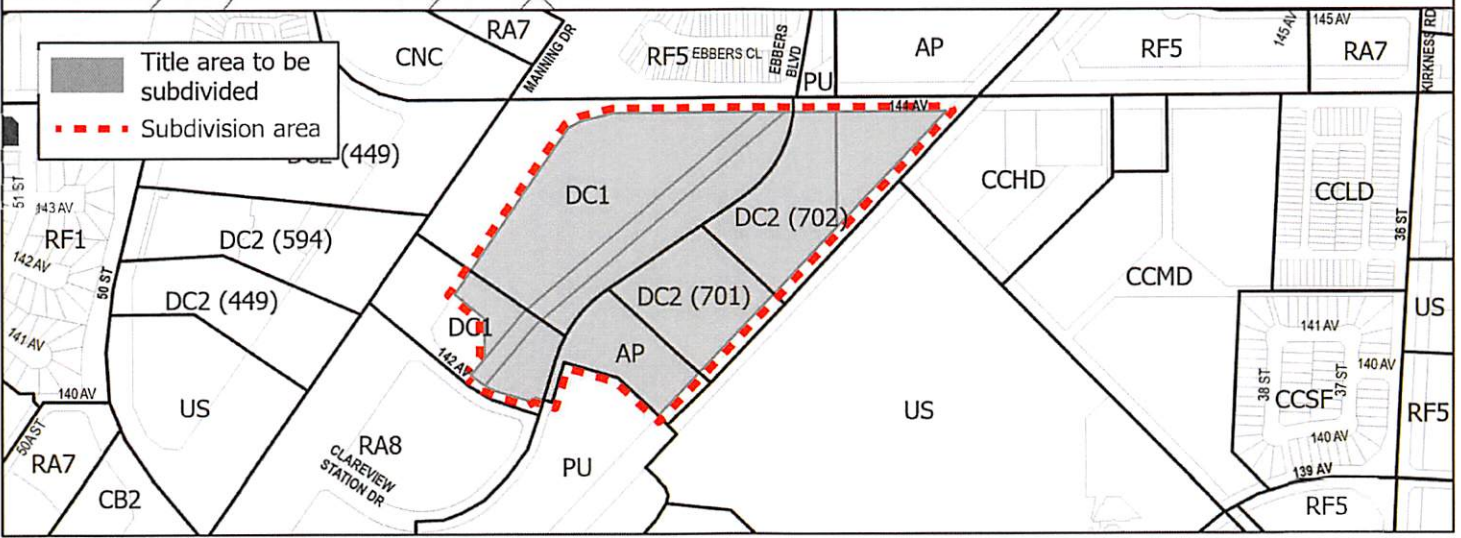 RA7
CNC
MANNING DR
RF5
EBBERS CL
EBBERS
BLVD
PU
AP
RF5
145 AV
145 AV
RA7
KIRKNESS RD
Title area to be
subdivided
Subdivision area
144 AV
DC2 (449)
51 ST
143 AV
RF1
142 AV
141 AV
50 ST
DC2 (594)
DC2 (449)
DC1
DC2 (702)
DC2 (701)
DC1
142 AV
AP
CCHD
CCLD
36 ST
CCMD
US
141 AV
140 AV
38 ST
37 ST
CCSF
140 AV
139 AV
RF5
RF5
140 AV
50A ST
US
RA7
CB2
RA8
CLAREVIEW
STATION DR
PU
US